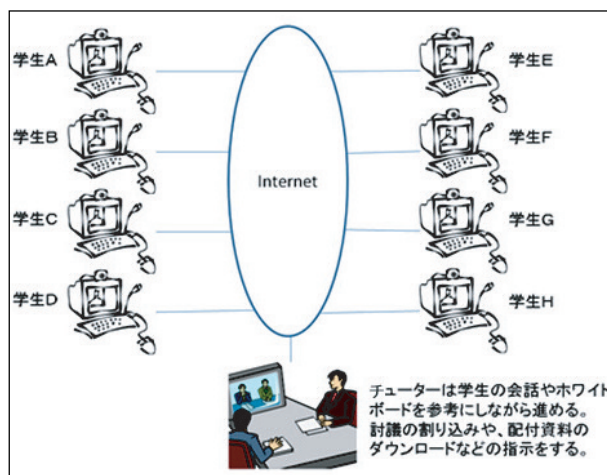 学生A
学生B
学生C
学生D
Internet
学生E
学生F
学生G
学生H
チューターは学生の会話やホワイト
ボードを参考にしながら進める。
討議の割り込みや、配付資料の
ダウンロードなどの指示をする。